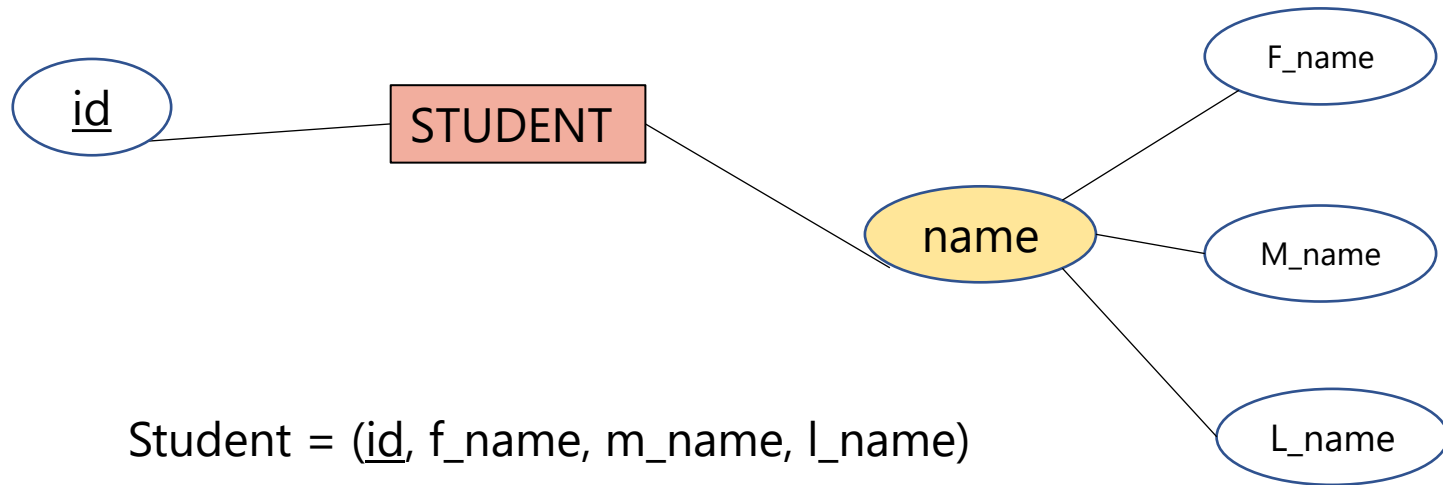 F_name
id
STUDENT
name
M_name
L_name
Student = (id, f_name, m_name, l_name)